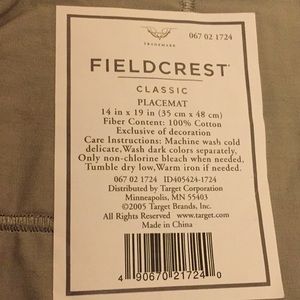 067 02 1724
TRADEMARK
FIELDCREST®
CLASSIC
PLACEMAT
14 in x 19 in (35 cm x 48 cm)
Fiber Content: 100% Cotton
Exclusive of decoration
Care Instructions: Machine wash cold
delicate,Wash dark colors separately.
Only non-chlorine bleach when needed.
Tumble dry low,Warm iron if needed.
067 02 1724 ID405424-1724
Distributed by Target Corporation
Minneapolis, MN 55403
©2005 Target Brands, Inc.
All Rights Reserved www.target.com
Made in China
4 90670 21724 0